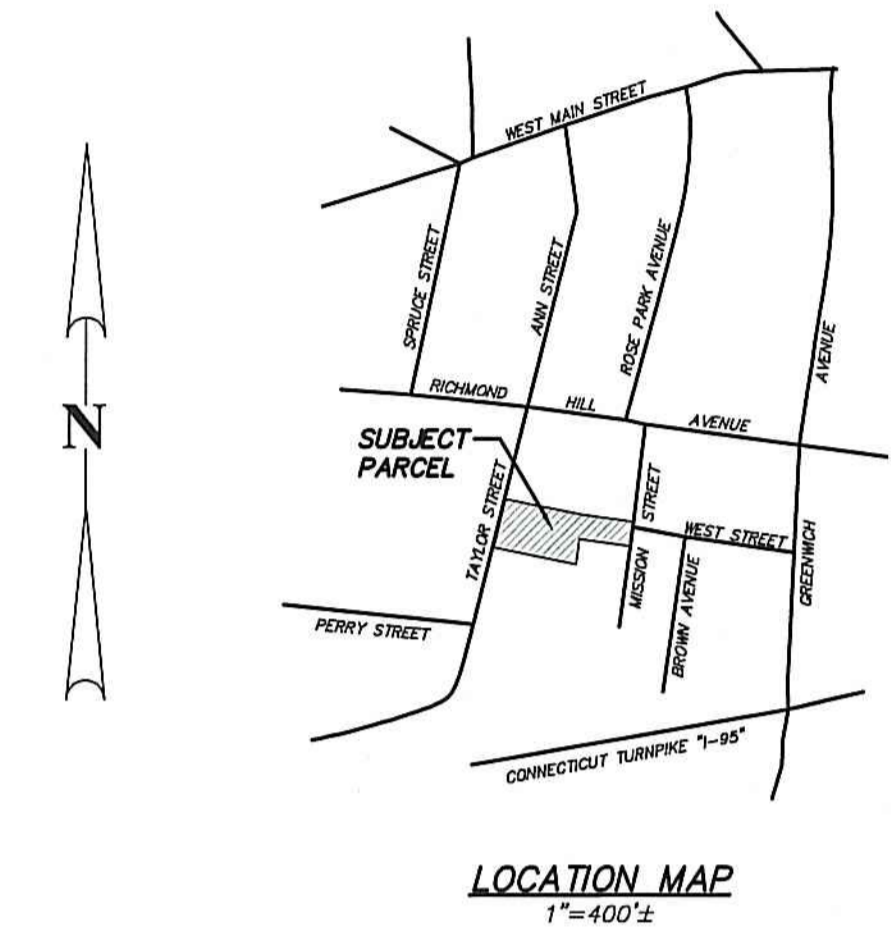 WEST MAIN STREET
SPRUCE STREET
ANN STREET
ROSE PARK AVENUE
AVENUE
RICHMOND HILL AVENUE
N
SUBJECT
PARCEL
TAYLOR STREET
STREET
MISSION
WEST STREET
GREENWICH
BROWN AVENUE
PERRY STREET
CONNECTICUT TURNPIKE "I-95"
LOCATION MAP
1"=400'±